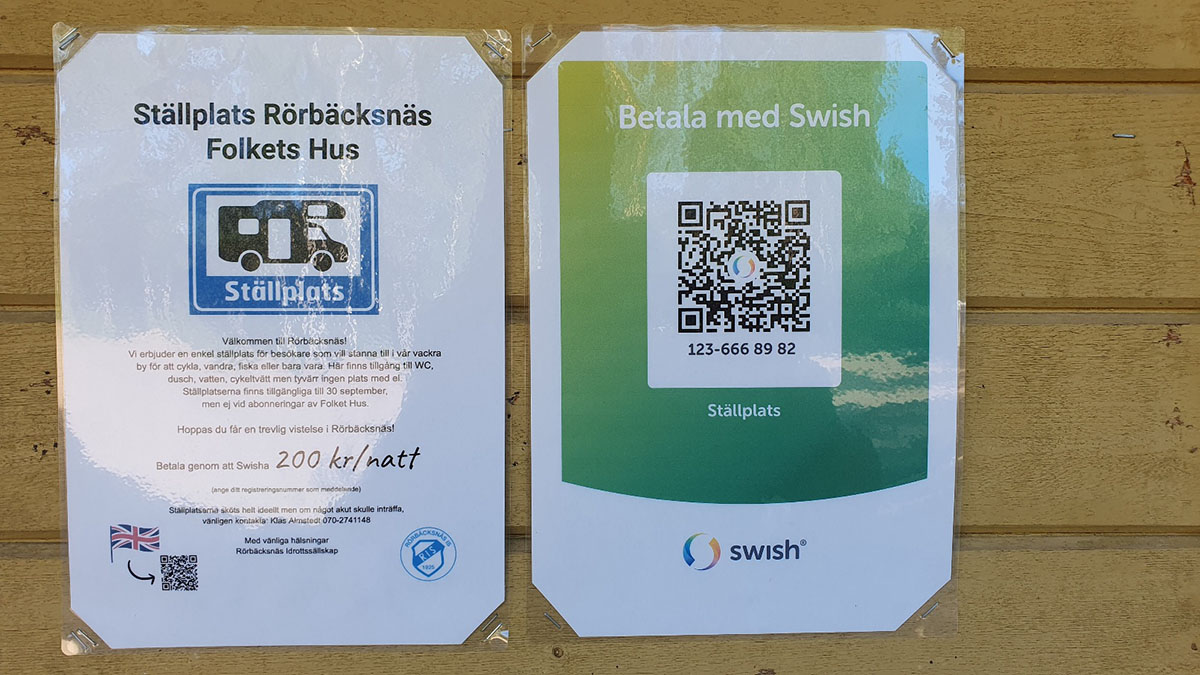 Ställplats Rörbäcksnäs
Folkets Hus
Ställplats
Välkommen till Rörbäcksnäs!
Vi erbjuder en enkel ställplats för besökare som vill stanna till i vår vackra
by för att cykla, vandra, fiska eller bara vara. Här finns tillgång till WC,
dusch, vatten, cykeltvätt men tyvärr ingen plats med el.
Ställplatserna finns tillgängliga till 30 september,
men ej vid abonneringar av Folket Hus.
Hoppas du får en trevlig vistelse i Rörbäcksnäs!
Betala genom att Swisha 200 kr/natt
(ange ditt registreringsnummer som meddelande)
Ställplatserna sköts helt ideellt men om något akut skulle inträffa,
vänligen kontakta: Klas Almstedt 070-2741148
Med vänliga hälsningar
Rörbäcksnäs Idrottssällskap
RÖRBÄCKSNÄS IS
R I S
1925
Betala med Swish
123-666 89 82
Ställplats
swish®